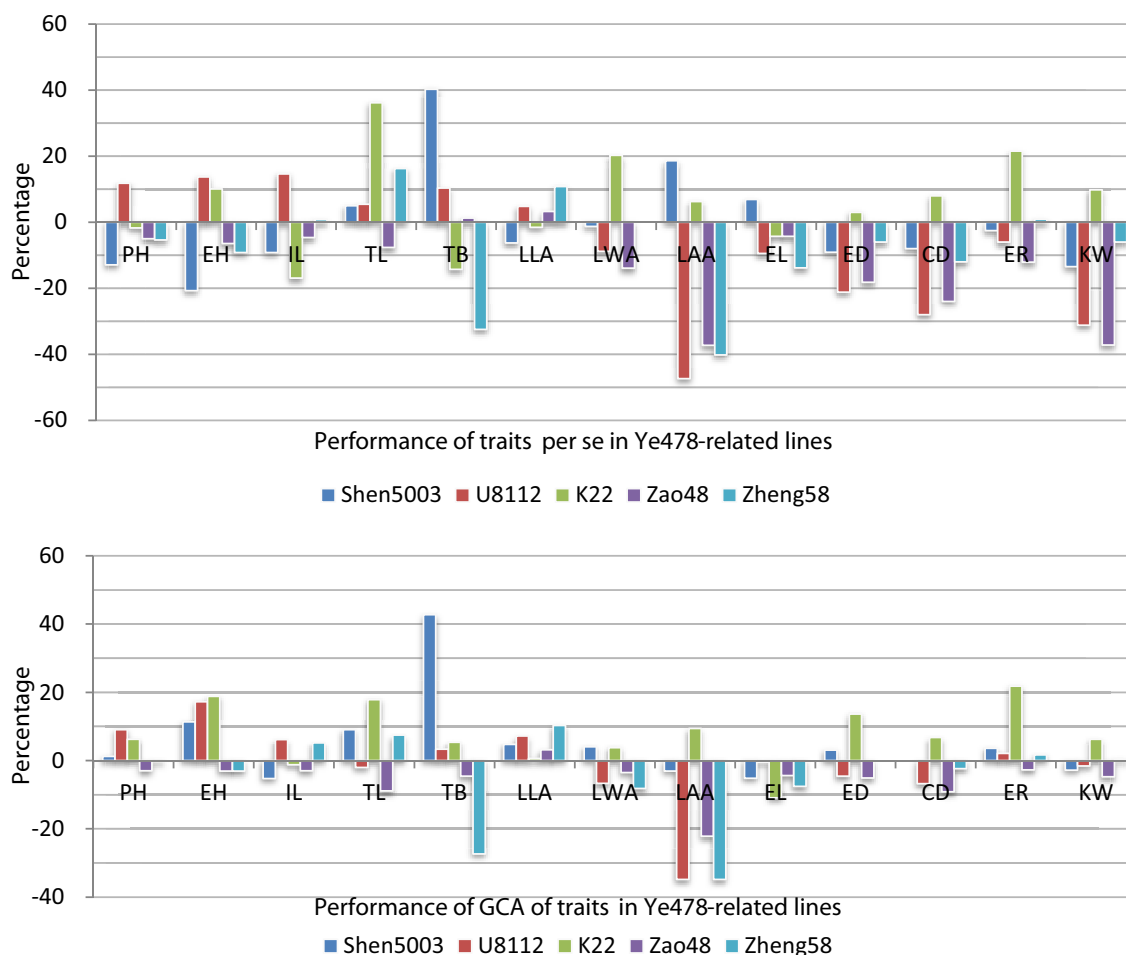 60
40
20
0
-20
-40
-60
Percentage
PH EH IL TL TB LLA LWA LAA EL ED CD ER KW
Performance of traits per se in Ye478-related lines
Shen5003 U8112 K22 Zao48 Zheng58
60
40
20
0
-20
-40
Percentage
PH EH IL TL TB LLA LWA LAA EL ED CD ER KW
Performance of GCA of traits in Ye478-related lines
Shen5003 U8112 K22 Zao48 Zheng58